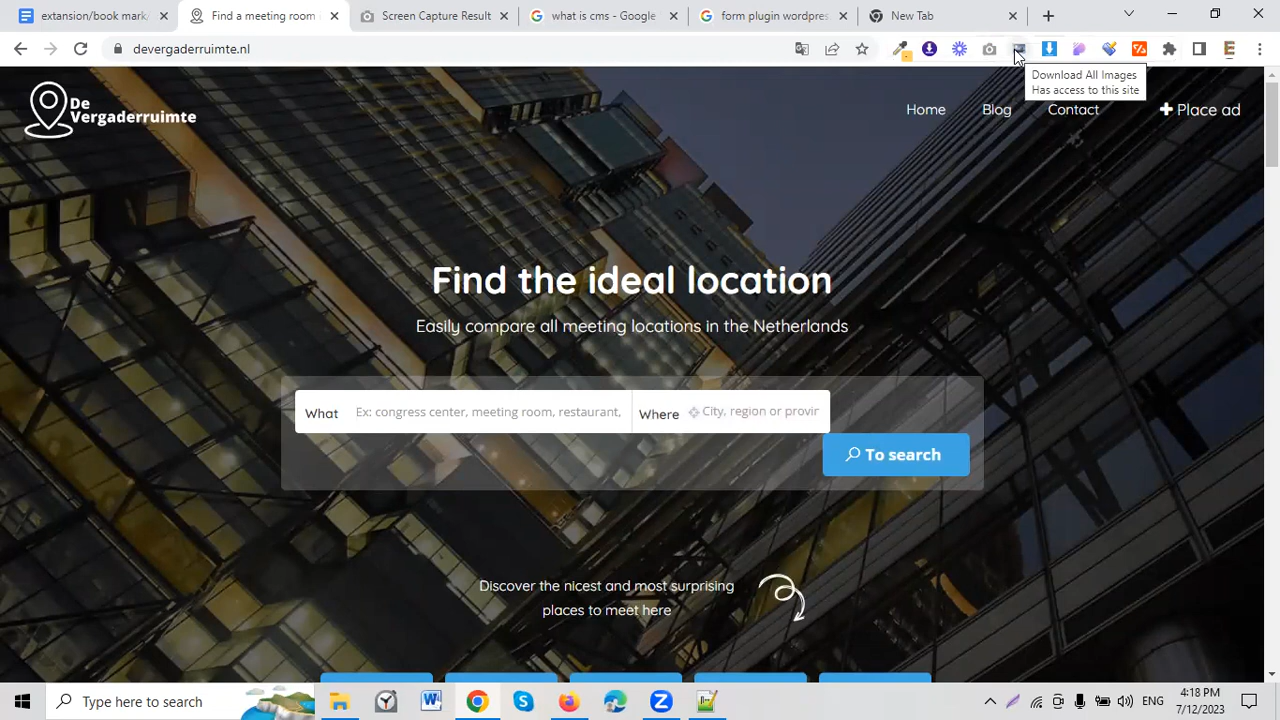 extansion/book mark/
Find a meeting room
Screen Capture Result
what is cms - Google
form plugin wordpres
New Tab
devergaderruimte.nl
Download All Images
Has access to this site
De
Vergaderruimte
Home
Blog
Contact
Place ad
Find the ideal location
Easily compare all meeting locations in the Netherlands
What
Ex: congress center, meeting room, restaurant,
Where
City, region or provir
To search
Discover the nicest and most surprising
places to meet here
Type here to search
ENG
4:18 PM
7/12/2023